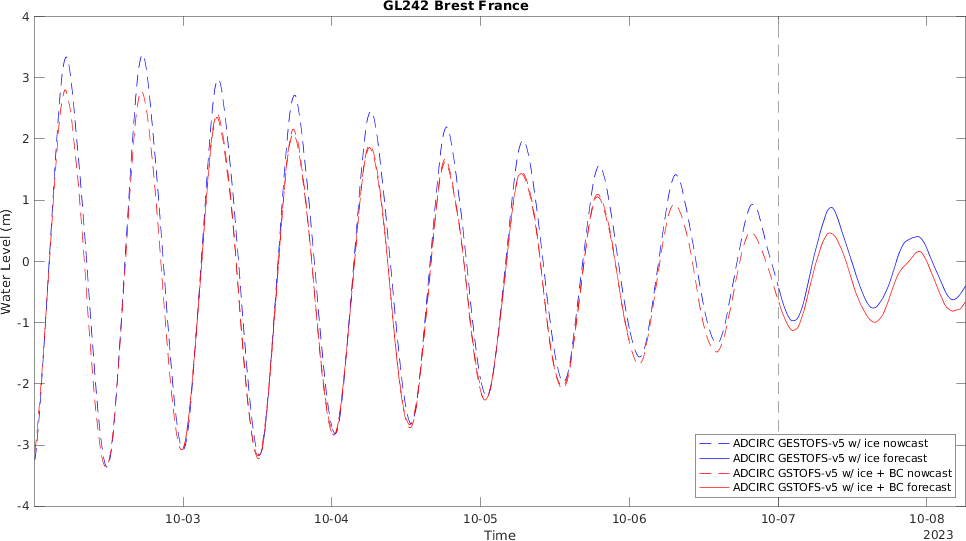 GL242 Brest France
4
3
2
1
0
-1
-2
-3
-4
Water Level (m)
10-03
10-04
10-05
10-06
10-07
10-08
Time
2023
ADCIRC GESTOFS-v5 w/ ice nowcast
ADCIRC GESTOFS-v5 w/ ice forecast
ADCIRC GSTOFS-v5 w/ ice + BC nowcast
ADCIRC GSTOFS-v5 w/ ice + BC forecast